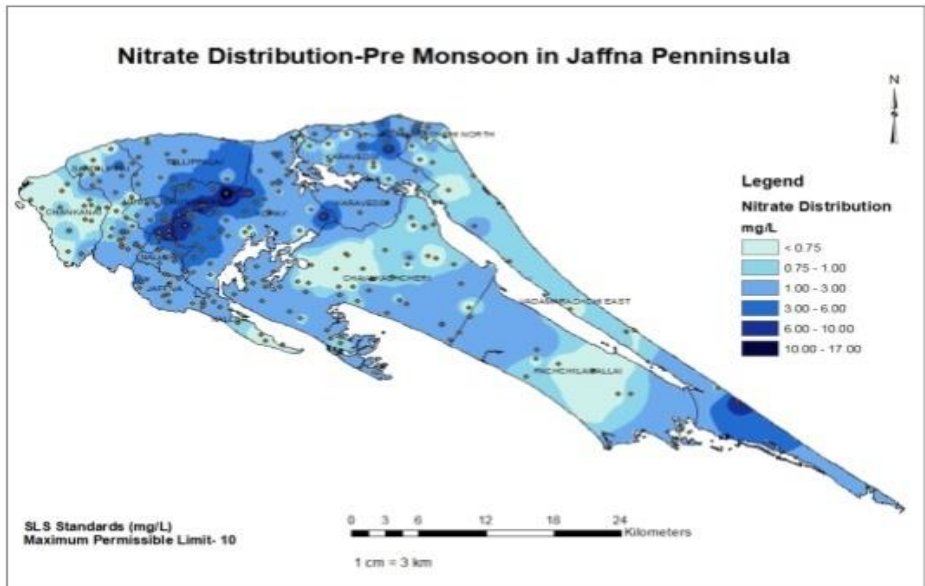 Nitrate Distribution-Pre Monsoon in Jaffna Penninsula
N
KARAVEDDI
TELLIPPALAI
CHANKANAI
KARAVEDDI
JAFFNA
VADAMARACHCHI EAST
PACHCHILAIPALLAI
Legend
Nitrate Distribution
mg/L
< 0.75
0.75 - 1.00
1.00 - 3.00
3.00 - 6.00
6.00 - 10.00
10.00 - 17.00
SLS Standards (mg/L)
Maximum Permissible Limit- 10
0 3 6 12 18 24
Kilometers
1 cm = 3 km